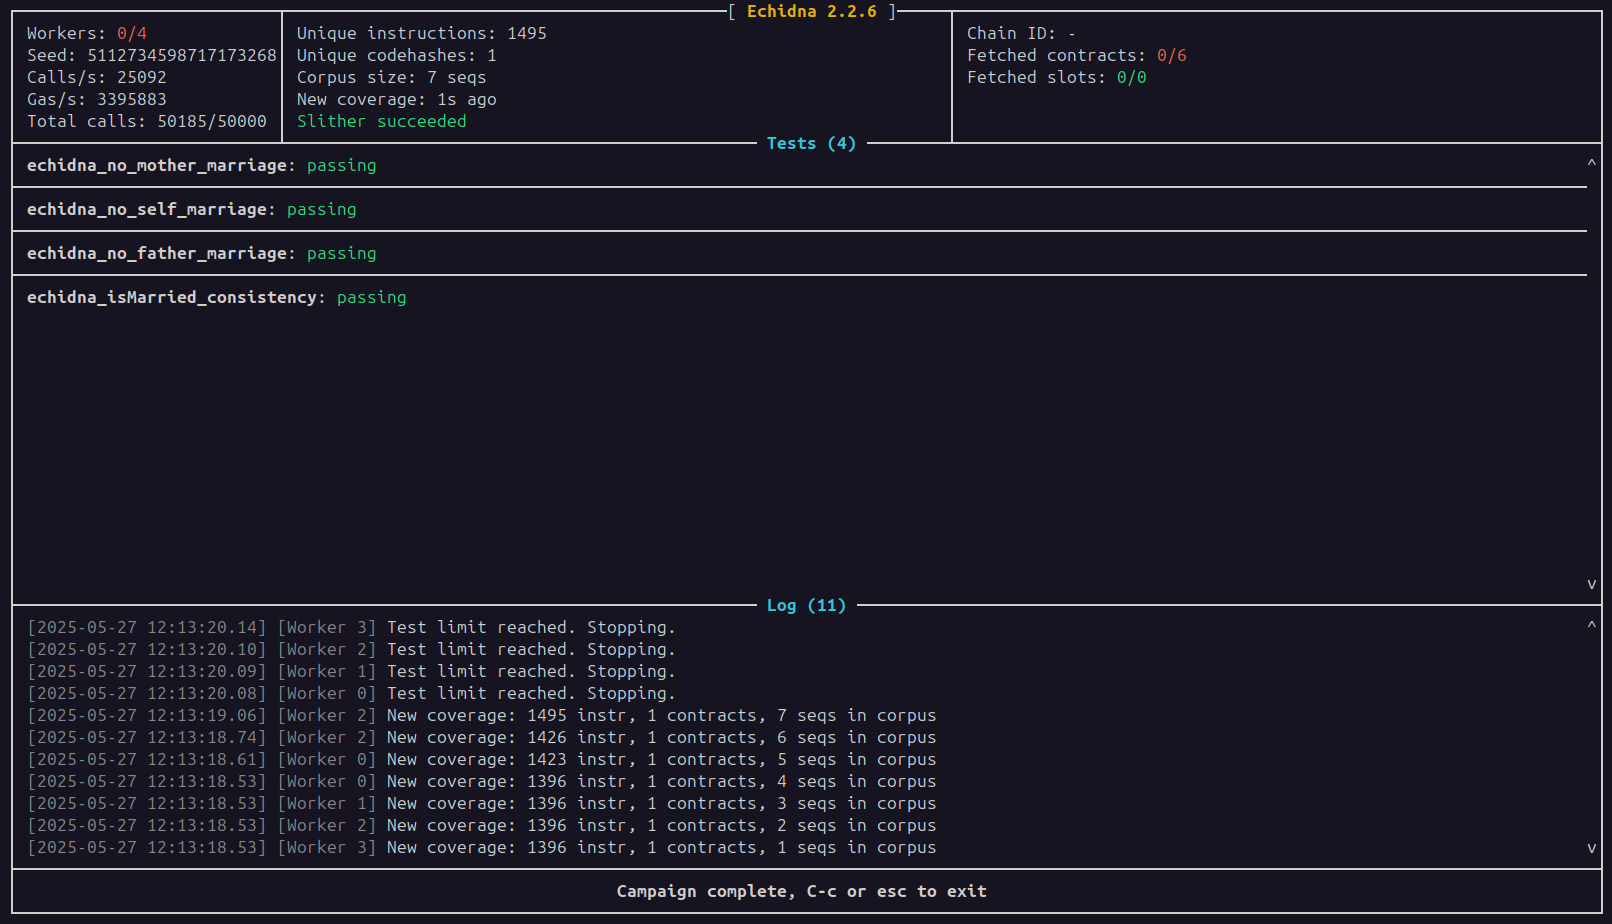 [ Echidna 2.2.6 ]
Workers: 0/4
Seed: 5112734598717173268
Calls/s: 25092
Gas/s: 3395883
Total calls: 50185/50000
Unique instructions: 1495
Unique codehashes: 1
Corpus size: 7 seqs
New coverage: 1s ago
Slither succeeded
Chain ID: -
Fetched contracts: 0/6
Fetched slots: 0/0
Tests (4)
echidna_no_mother_marriage: passing
echidna_no_self_marriage: passing
echidna_no_father_marriage: passing
echidna_isMarried_consistency: passing
Log (11)
[2025-05-27 12:13:20.14] [Worker 3] Test limit reached. Stopping.
[2025-05-27 12:13:20.10] [Worker 2] Test limit reached. Stopping.
[2025-05-27 12:13:20.09] [Worker 1] Test limit reached. Stopping.
[2025-05-27 12:13:20.08] [Worker 0] Test limit reached. Stopping.
[2025-05-27 12:13:19.06] [Worker 2] New coverage: 1495 instr, 1 contracts, 7 seqs in corpus
[2025-05-27 12:13:18.74] [Worker 2] New coverage: 1426 instr, 1 contracts, 6 seqs in corpus
[2025-05-27 12:13:18.61] [Worker 0] New coverage: 1423 instr, 1 contracts, 5 seqs in corpus
[2025-05-27 12:13:18.53] [Worker 0] New coverage: 1396 instr, 1 contracts, 4 seqs in corpus
[2025-05-27 12:13:18.53] [Worker 1] New coverage: 1396 instr, 1 contracts, 3 seqs in corpus
[2025-05-27 12:13:18.53] [Worker 2] New coverage: 1396 instr, 1 contracts, 2 seqs in corpus
[2025-05-27 12:13:18.53] [Worker 3] New coverage: 1396 instr, 1 contracts, 1 seqs in corpus
Campaign complete, C-c or esc to exit